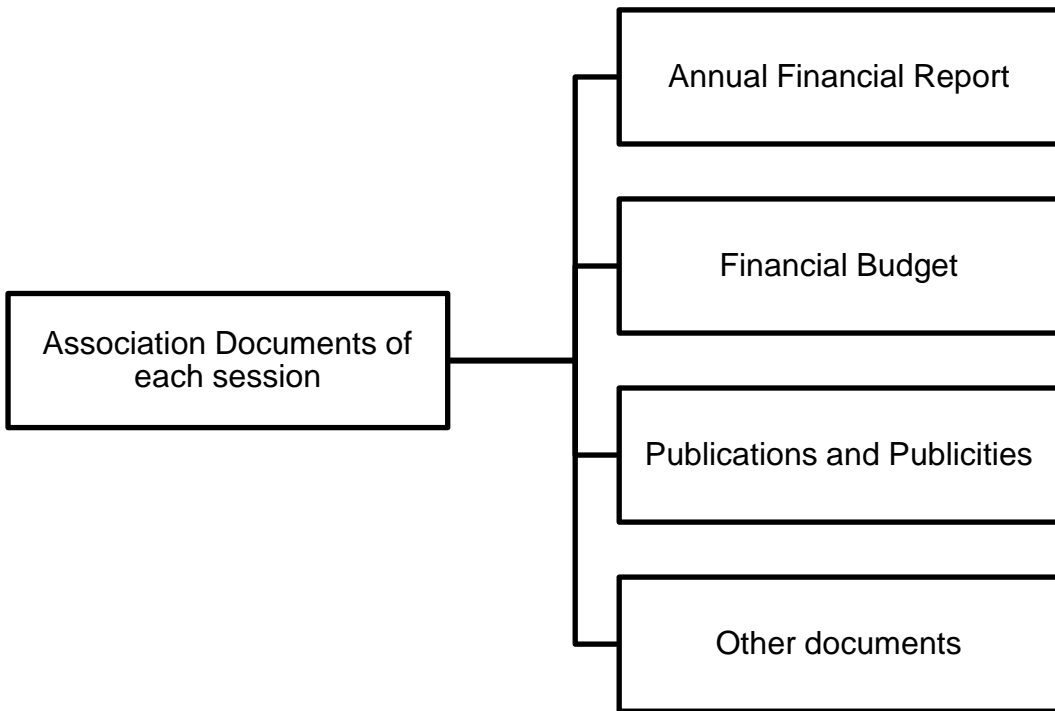 Annual Financial Report
Financial Budget
Association Documents of
each session
Publications and Publicities
Other documents